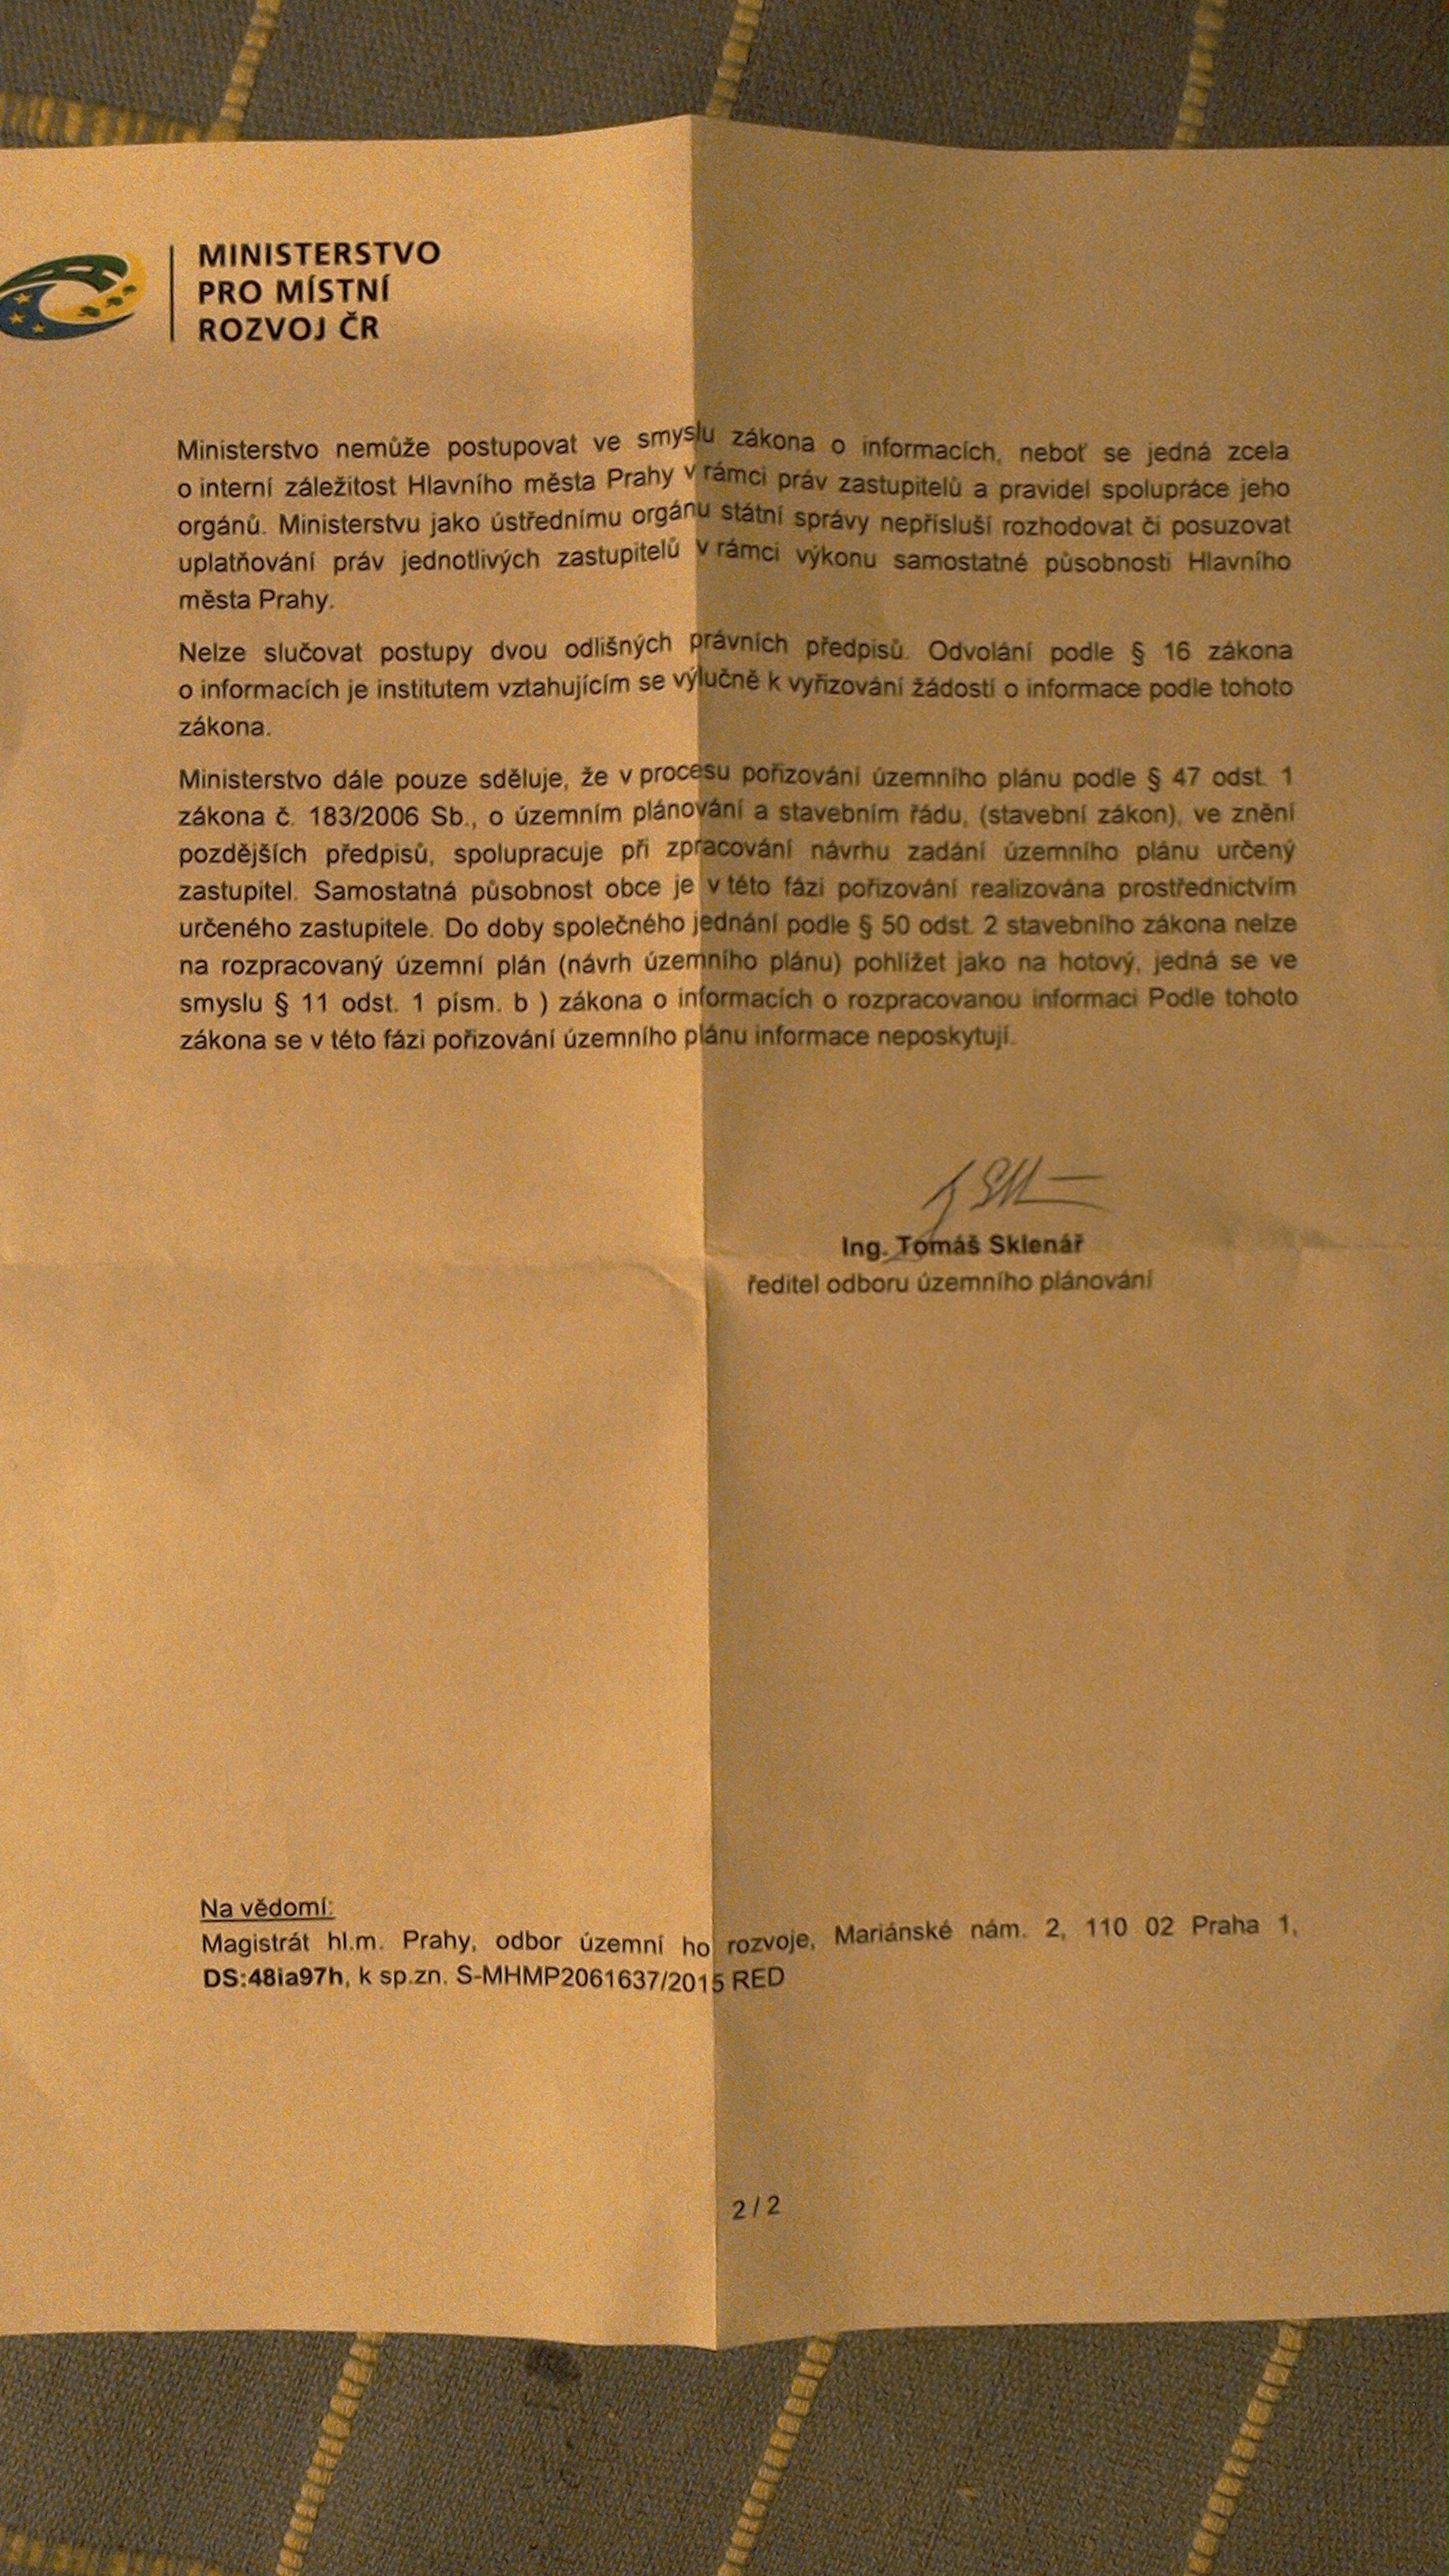 MINISTERSTVO
PRO MÍSTNÍ
ROZVOJ ČR
Ministerstvo nemůže postupovat ve smyslu zákona o informacích, neboť se jedná zcela
o interní záležitost Hlavního města Prahy v rámci práv zastupitelů a pravidel spolupráce jeho
orgánů. Ministerstvu jako ústřednímu orgánu státní správy nepřísluší rozhodovat či posuzovat
uplatňování práv jednotlivých zastupitelů v rámci výkonu samostatné působnosti Hlavního
města Prahy.
Nelze slučovat postupy dvou odlišných právních předpisů. Odvolání podle § 16 zákona
o informacích je institutem vztahujícím se výlučně k vyřizování žádostí o informace podle tohoto
zákona.
Ministerstvo dále pouze sděluje, že v procesu pořizování územního plánu podle § 47 odst. 1
zákona č. 183/2006 Sb., o územním plánování a stavebním řádu, (stavební zákon), ve znění
pozdějších předpisů, spolupracuje při zpracování návrhu zadání územního plánu určený
zastupitel. Samostatná působnost obce je v této fázi pořizování realizována prostřednictvím
určeného zastupitele. Do doby společného jednání podle § 50 odst. 2 stavebního zákona nelze
na rozpracovaný územní plán (návrh územního plánu) pohlížet jako na hotový, jedná se ve
smyslu § 11 odst. 1 písm. b ) zákona o informacích o rozpracovanou informaci Podle tohoto
zákona se v této fázi pořizování územního plánu informace neposkytují.
Ing. Tomáš Sklenář
ředitel odboru územního plánování
Na vědomí:
Magistrát hl.m. Prahy, odbor územní ho rozvoje, Mariánské nám. 2, 110 02 Praha 1,
DS:48ia97h, k sp.zn. S-MHMP2061637/2015 RED
2 / 2